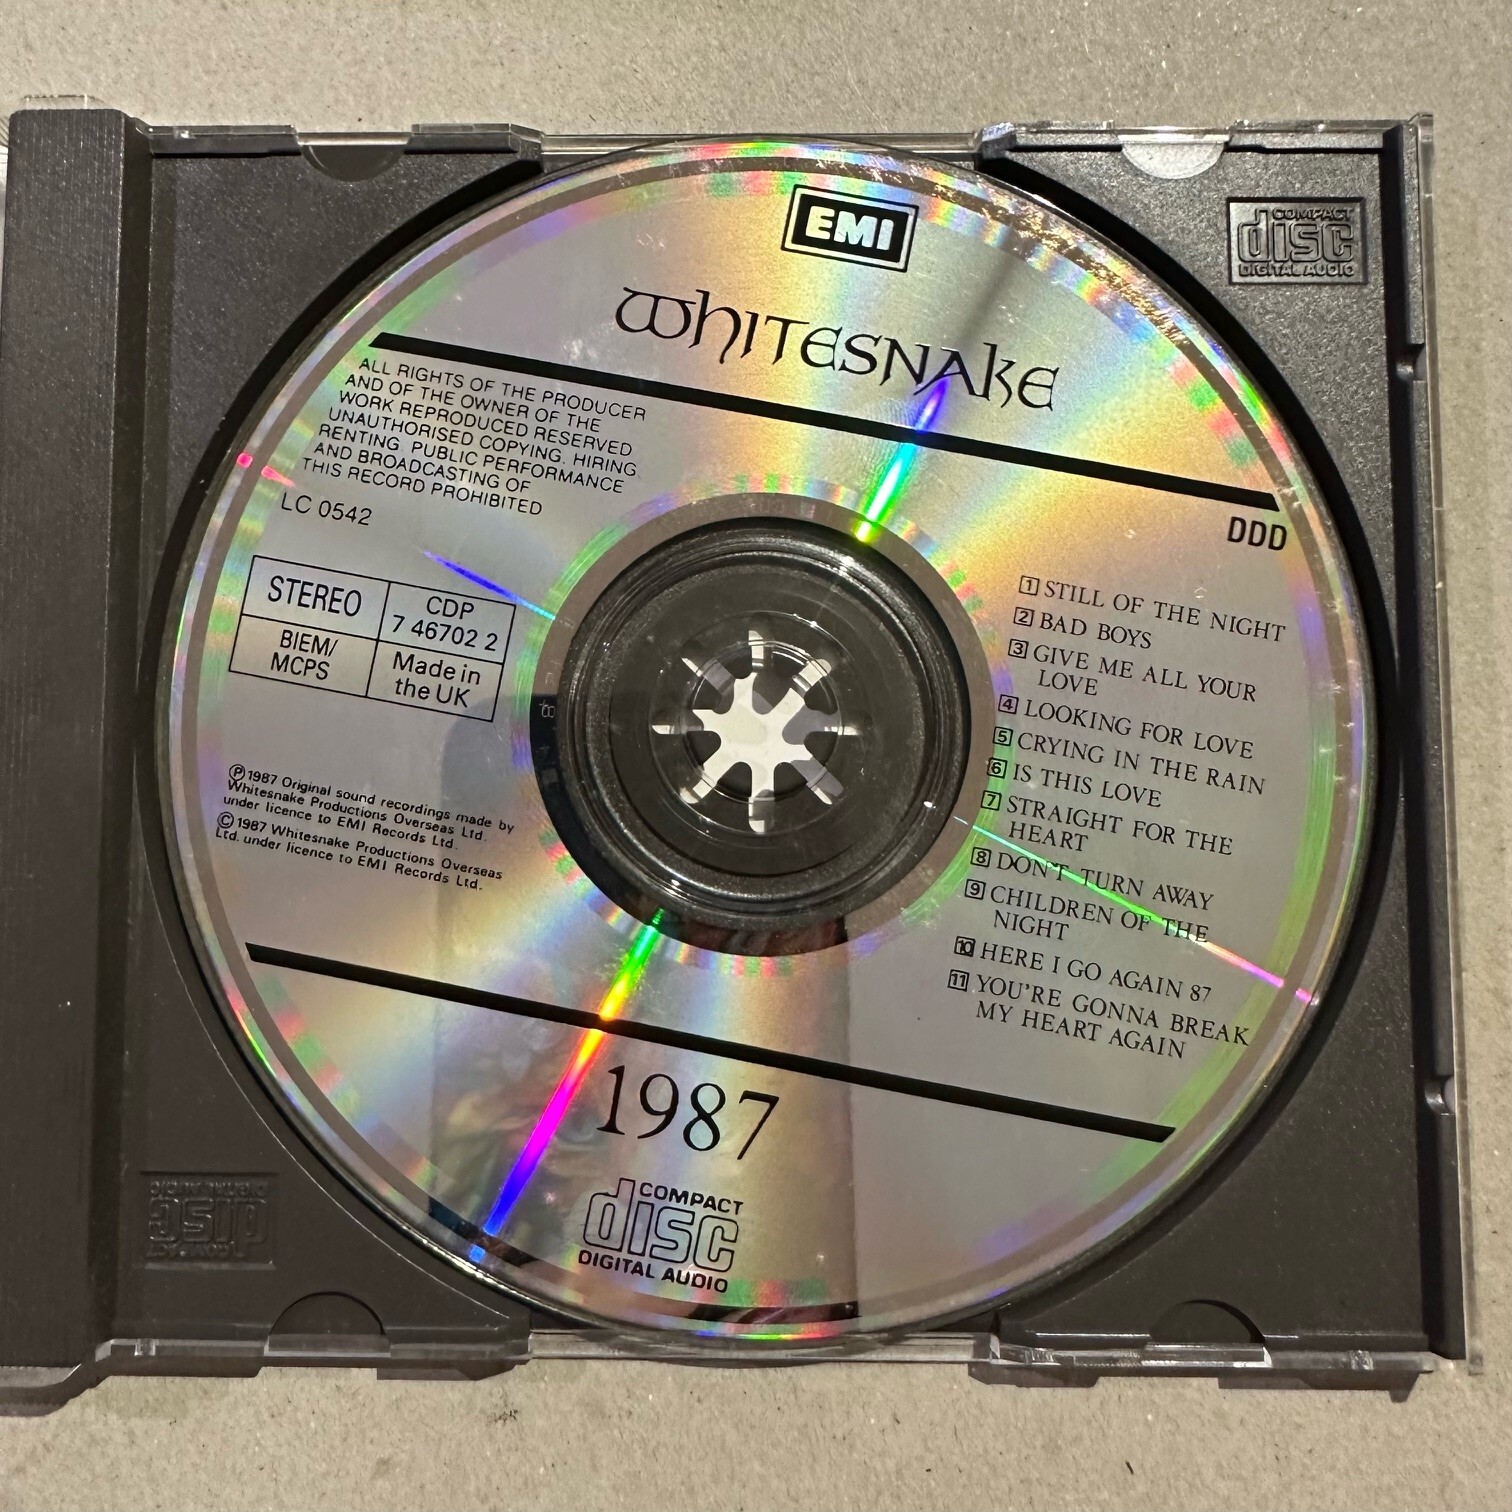 EMI
WHITESNAKE
COMPACT
disc
DIGITAL AUDIO
ALL RIGHTS OF THE PRODUCER
AND OF THE OWNER OF THE
WORK REPRODUCED RESERVED
UNAUTHORISED COPYING, HIRING
RENTING, PUBLIC PERFORMANCE
AND BROADCASTING OF
THIS RECORD PROHIBITED
LC 0542
DDD
STEREO
CDP
7 46702 2
BIEM/
MCPS
Made in
the UK
1 STILL OF THE NIGHT
2 BAD BOYS
3 GIVE ME ALL YOUR
LOVE
4 LOOKING FOR LOVE
5 CRYING IN THE RAIN
6 IS THIS LOVE
7 STRAIGHT FOR THE
HEART
8 DON'T TURN AWAY
9 CHILDREN OF THE
NIGHT
10 HERE I GO AGAIN 87
11 YOU'RE GONNA BREAK
MY HEART AGAIN
Ⓟ1987 Original sound recordings made by
Whitesnake Productions Overseas Ltd.
under licence to EMI Records Ltd.
©1987 Whitesnake Productions Overseas
Ltd. under licence to EMI Records Ltd.
1987
COMPACT
disc
DIGITAL AUDIO
COMPACT
disc
DIGITAL AUDIO